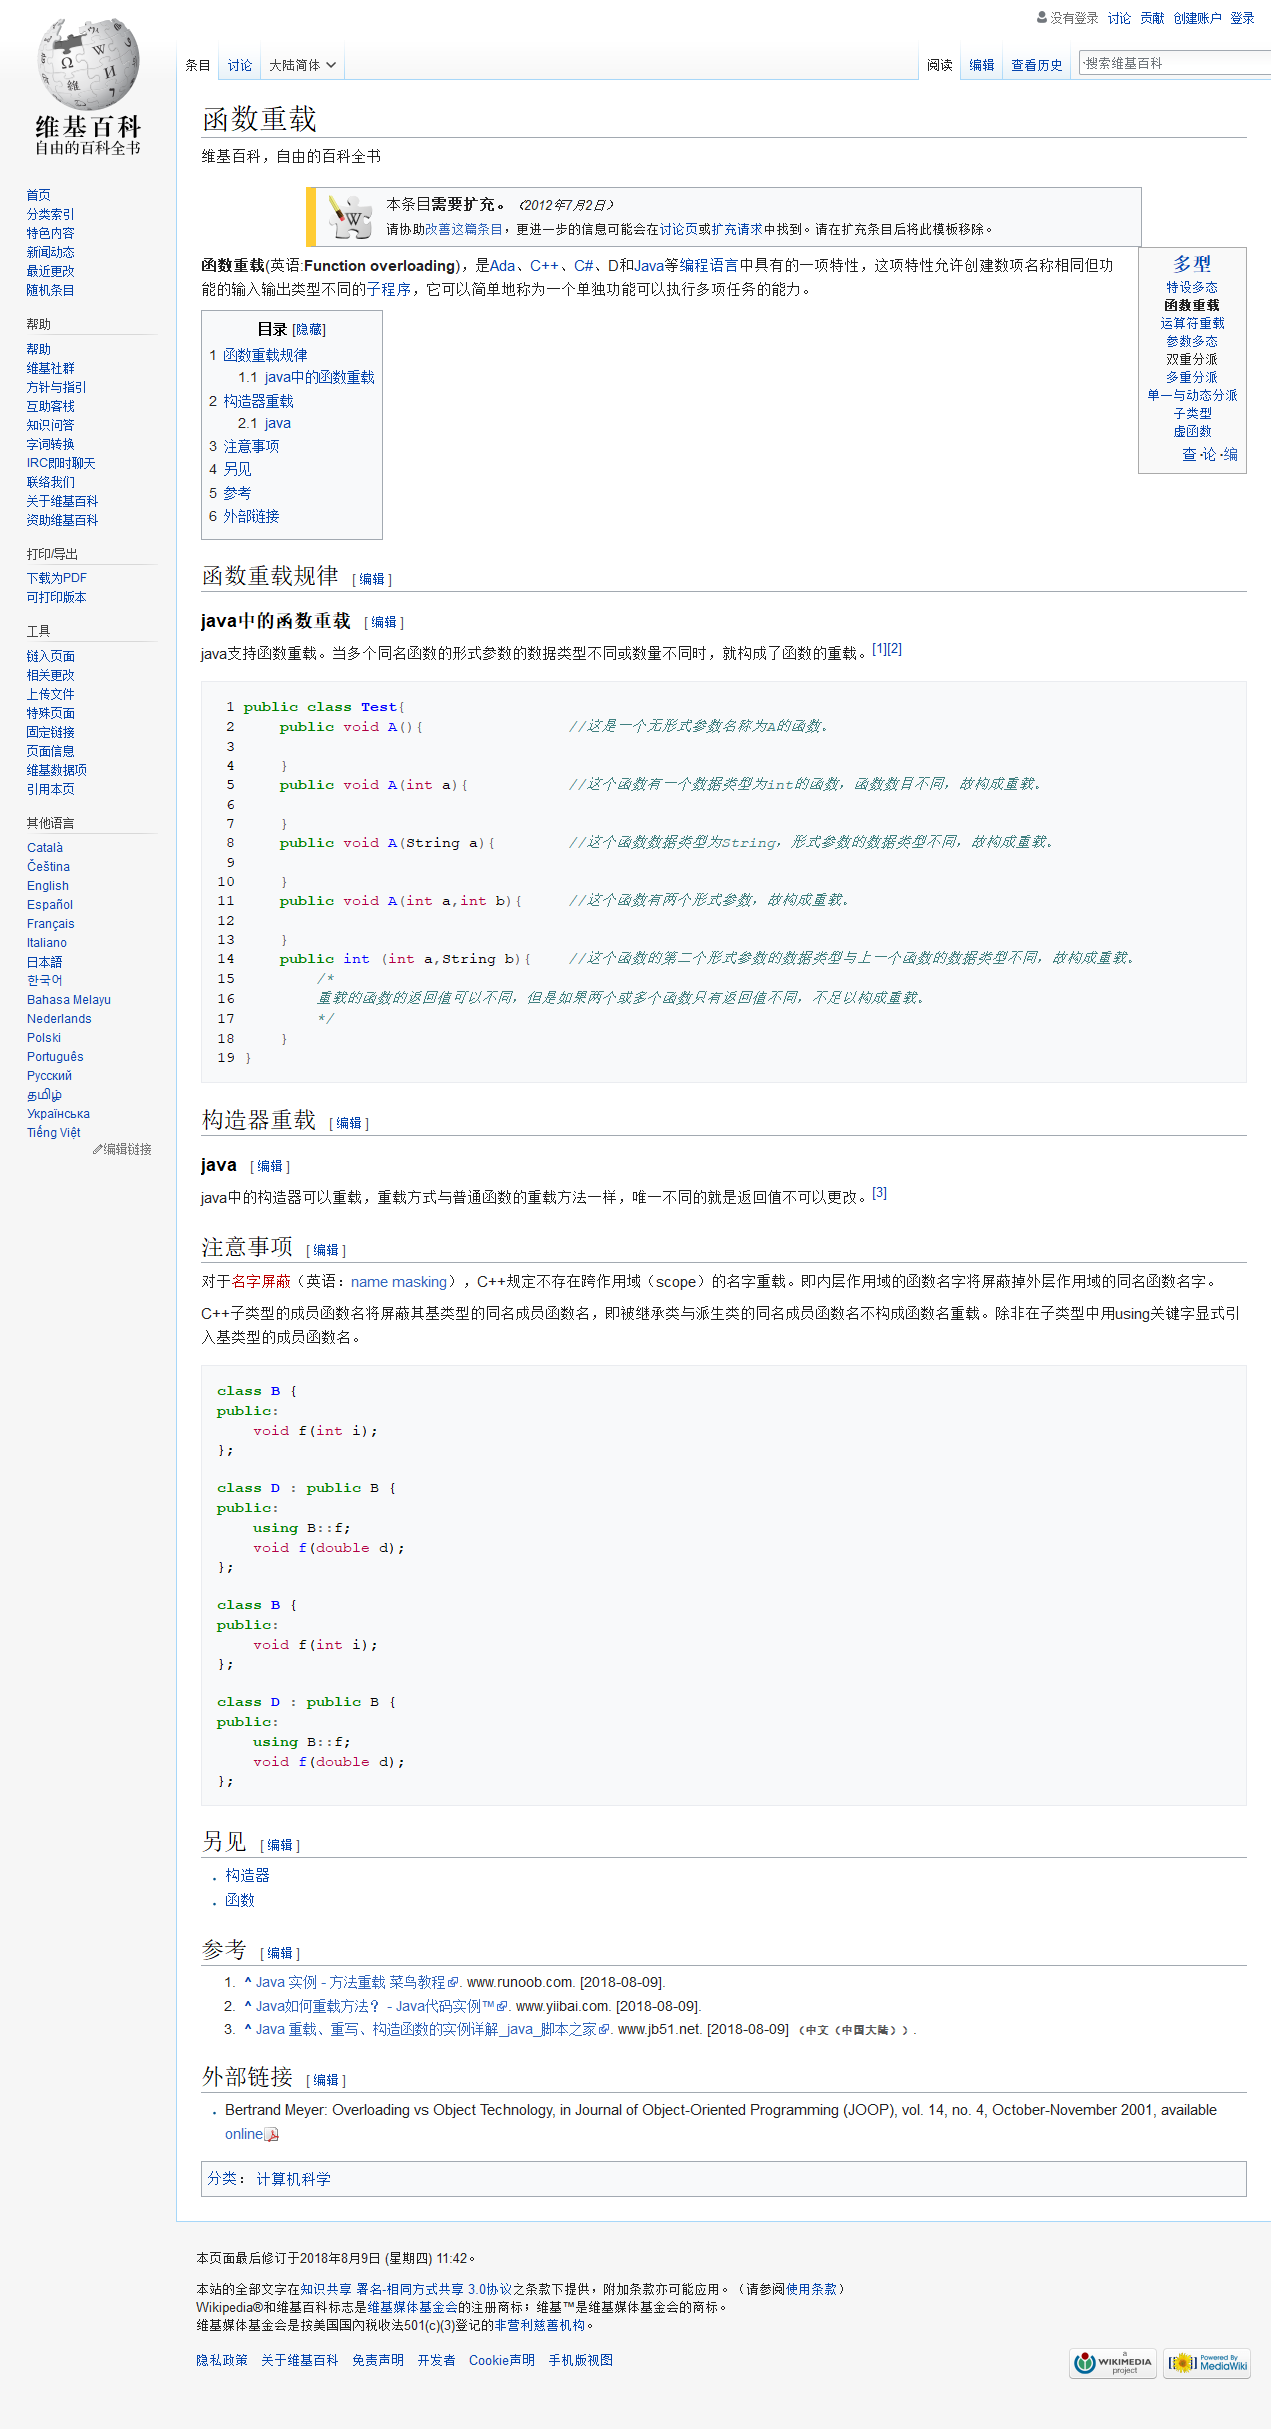 没有登录 讨论 贡献 创建账户 登录
条目 讨论 大陆简体 阅读 编辑 查看历史 搜索维基百科
维基百科
自由的百科全书
首页
分类索引
特色内容
新闻动态
最近更改
随机条目
帮助
帮助
维基社群
方针与指引
互助客栈
知识问答
字词转换
IRC即时聊天
联络我们
关于维基百科
资助维基百科
打印/导出
下载为PDF
可打印版本
工具
链入页面
相关更改
上传文件
特殊页面
固定链接
页面信息
维基数据项
引用本页
其他语言
Català
Čeština
English
Español
Français
Italiano
日本語
한국어
Bahasa Melayu
Nederlands
Polski
Português
Русский
தமிழ்
Українська
Tiếng Việt
编辑链接
函数重载
维基百科，自由的百科全书
本条目需要扩充。（2012年7月2日）
请协助改善这篇条目，更进一步的信息可能会在讨论页或扩充请求中找到。请在扩充条目后将此模板移除。
函数重载(英语:Function overloading)，是Ada、C++、C#、D和Java等编程语言中具有的一项特性，这项特性允许创建数项名称相同但功
能的输入输出类型不同的子程序，它可以简单地称为一个单独功能可以执行多项任务的能力。
多型
特设多态
函数重载
运算符重载
参数多态
双重分派
多重分派
单一与动态分派
子类型
虚函数
查·论·编
目录 [隐藏]
1 函数重载规律
1.1 java中的函数重载
2 构造器重载
2.1 java
3 注意事项
4 另见
5 参考
6 外部链接
函数重载规律 [ 编辑 ]
java中的函数重载 [ 编辑 ]
java支持函数重载。当多个同名函数的形式参数的数据类型不同或数量不同时，就构成了函数的重载。[1][2]
1 public class Test{
2     public void A(){                //这是一个无形式参数名称为A的函数。
3
4     }
5     public void A(int a){           //这个函数有一个数据类型为int的函数，函数数目不同，故构成重载。
6
7     }
8     public void A(String a){        //这个函数数据类型为String，形式参数的数据类型不同，故构成重载。
9
10     }
11     public void A(int a,int b){     //这个函数有两个形式参数，故构成重载。
12
13     }
14     public int (int a,String b){    //这个函数的第二个形式参数的数据类型与上一个函数的数据类型不同，故构成重载。
15         /*
16         重载的函数的返回值可以不同，但是如果两个或多个函数只有返回值不同，不足以构成重载。
17         */
18     }
19 }
构造器重载 [ 编辑 ]
java [ 编辑 ]
java中的构造器可以重载，重载方式与普通函数的重载方法一样，唯一不同的就是返回值不可以更改。[3]
注意事项 [ 编辑 ]
对于名字屏蔽（英语：name masking），C++规定不存在跨作用域（scope）的名字重载。即内层作用域的函数名字将屏蔽掉外层作用域的同名函数名字。
C++子类型的成员函数名将屏蔽其基类型的同名成员函数名，即被继承类与派生类的同名成员函数名不构成函数名重载。除非在子类型中用using关键字显式引
入基类型的成员函数名。
class B {
public:
    void f(int i);
};
class D : public B {
public:
    using B::f;
    void f(double d);
};
class B {
public:
    void f(int i);
};
class D : public B {
public:
    using B::f;
    void f(double d);
};
另见 [ 编辑 ]
构造器
函数
参考 [ 编辑 ]
1. ^ Java 实例 - 方法重载 菜鸟教程. www.runoob.com. [2018-08-09].
2. ^ Java如何重载方法？ - Java代码实例™. www.yiibai.com. [2018-08-09].
3. ^ Java 重载、重写、构造函数的实例详解_java_脚本之家. www.jb51.net. [2018-08-09] （中文（中国大陆））.
外部链接 [ 编辑 ]
Bertrand Meyer: Overloading vs Object Technology, in Journal of Object-Oriented Programming (JOOP), vol. 14, no. 4, October-November 2001, available
online
分类： 计算机科学
本页面最后修订于2018年8月9日 (星期四) 11:42。
本站的全部文字在知识共享 署名-相同方式共享 3.0协议之条款下提供，附加条款亦可能应用。（请参阅使用条款）
Wikipedia®和维基百科标志是维基媒体基金会的注册商标；维基™是维基媒体基金会的商标。
维基媒体基金会是按美国国內税收法501(c)(3)登记的非营利慈善机构。
隐私政策 关于维基百科 免责声明 开发者 Cookie声明 手机版视图
a WIKIMEDIA project
Powered By MediaWiki